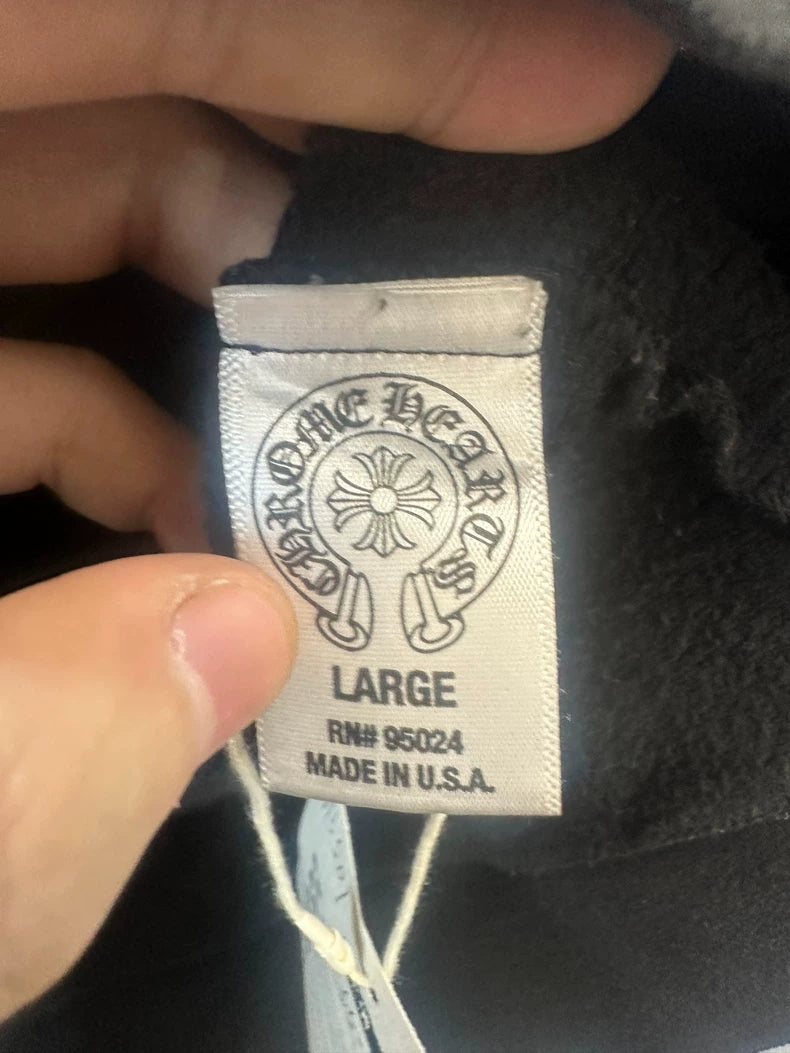 CHROME HEARTS
LARGE
RN# 95024
MADE IN U.S.A.